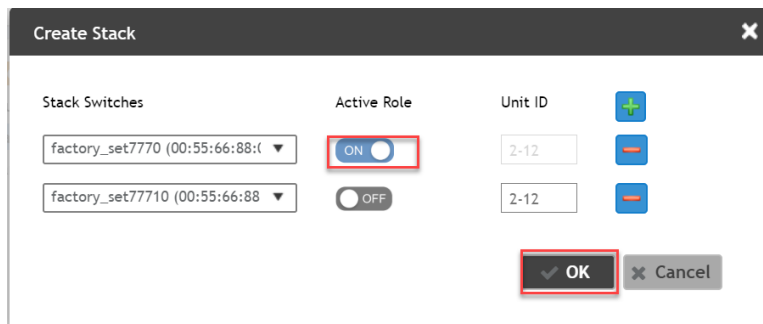 Create Stack
Stack Switches Active Role Unit ID
factory_set7770 (00:55:66:88:( ON 2-12
factory_set77710 (00:55:66:88 OFF 2-12
OK Cancel